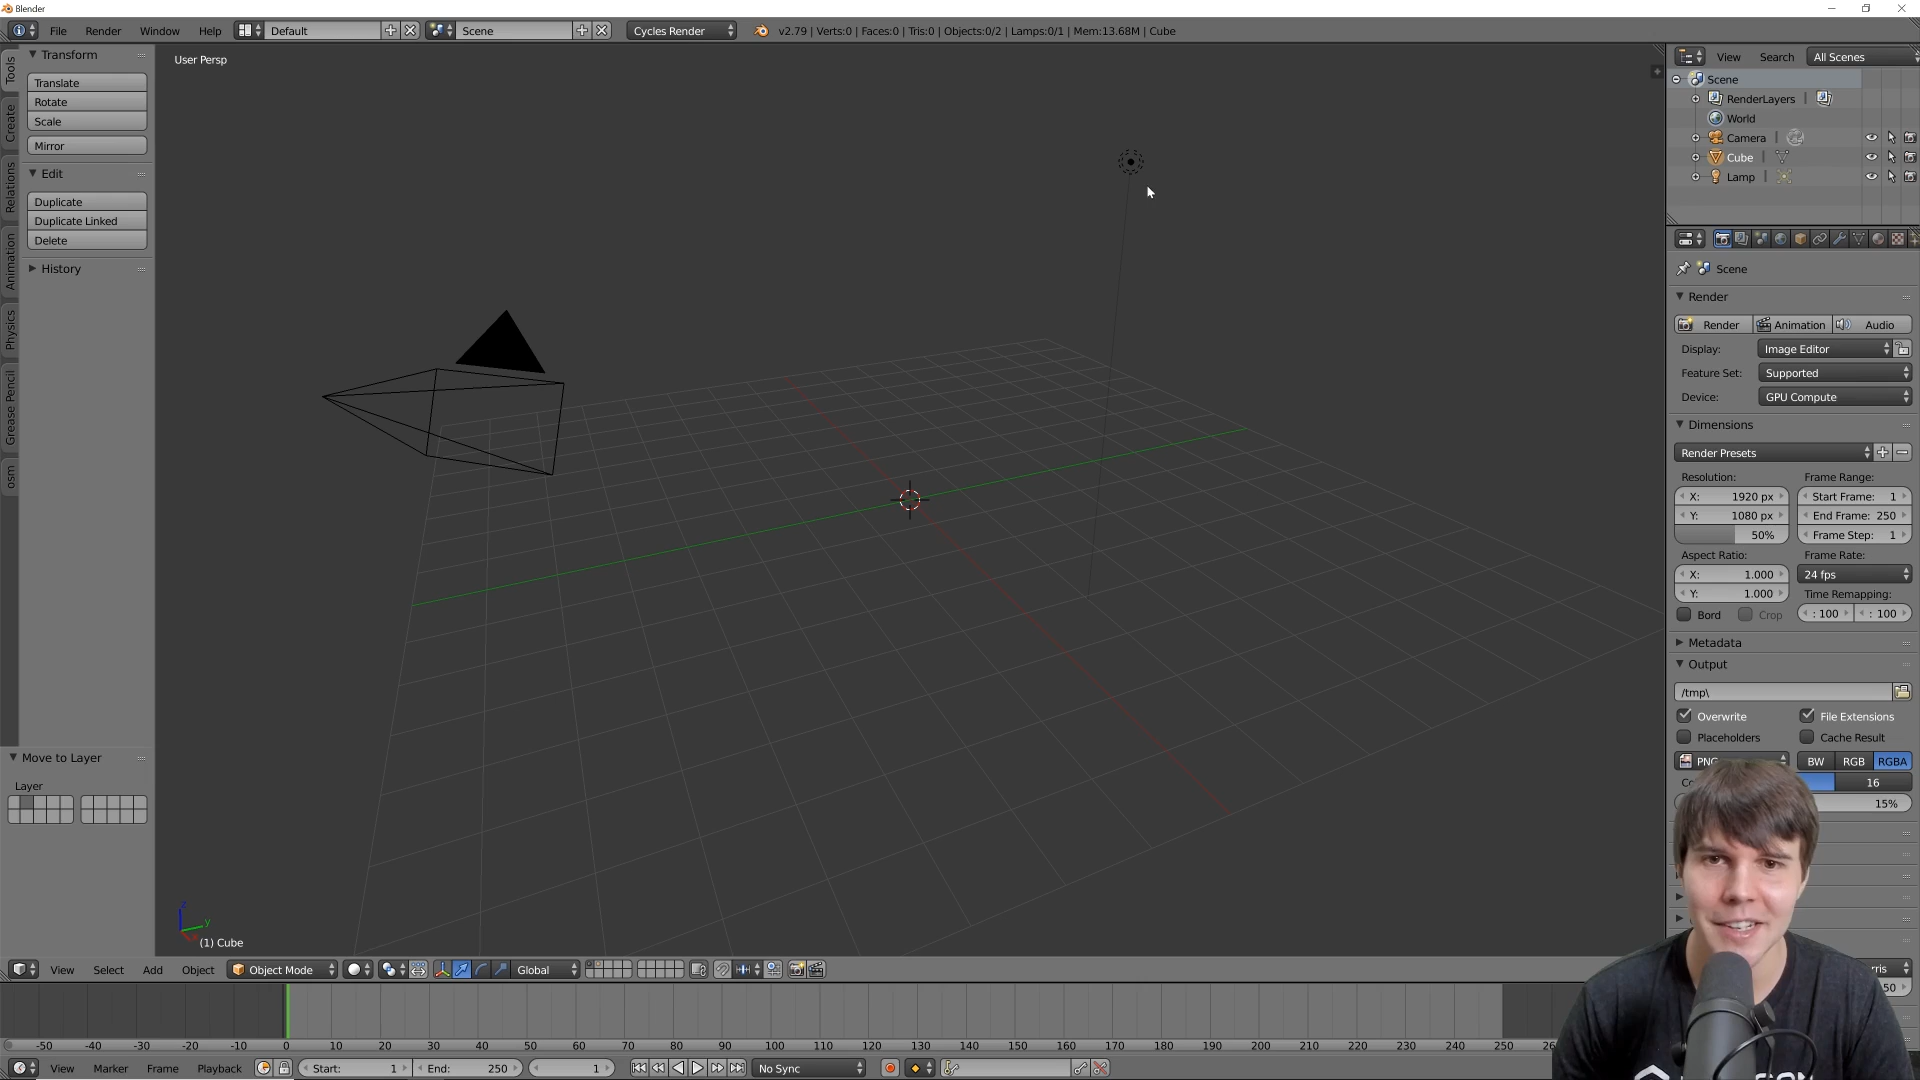 Blender
File Render Window Help Default Scene Cycles Render v2.79 | Verts:0 | Faces:0 | Tris:0 | Objects:0/2 | Lamps:0/1 | Mem:13.68M | Cube
Tools
Create
Relations
Animation
Physics
Grease Pencil
osm
Transform
Translate
Rotate
Scale
Mirror
Edit
Duplicate
Duplicate Linked
Delete
History
Move to Layer
Layer
User Persp
z
y
(1) Cube
View Search All Scenes
Scene
RenderLayers |
World
Camera |
Cube |
Lamp |
Scene
Render
Render Animation Audio
Display: Image Editor
Feature Set: Supported
Device: GPU Compute
Dimensions
Render Presets
Resolution: Frame Range:
X: 1920 px Start Frame: 1
Y: 1080 px End Frame: 250
50% Frame Step: 1
Aspect Ratio: Frame Rate:
X: 1.000 24 fps
Y: 1.000 Time Remapping:
Bord Crop : 100 : 100
Metadata
Output
/tmp\
Overwrite File Extensions
Placeholders Cache Result
PNG BW RGB RGBA
Co 16
15%
rris
50
View Select Add Object Object Mode Global
-50 -40 -30 -20 -10 0 10 20 30 40 50 60 70 80 90 100 110 120 130 140 150 160 170 180 190 200 210 220 230 240 250 26
View Marker Frame Playback Start: 1 End: 250 1 No Sync